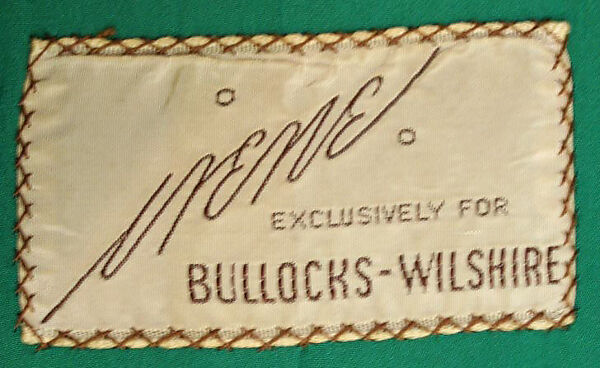 IRENE
EXCLUSIVELY FOR
BULLOCKS-WILSHIRE